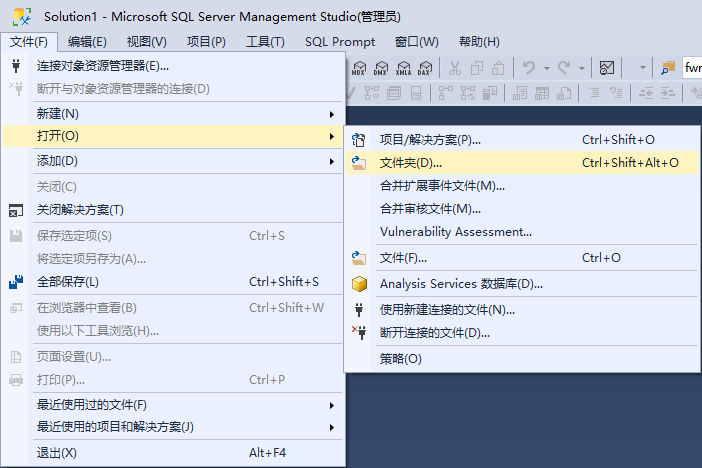 Solution1 - Microsoft SQL Server Management Studio(管理员)
文件(F) 编辑(E) 视图(V) 项目(P) 工具(T) SQL Prompt 窗口(W) 帮助(H)
MDX DMX XMLA DAX fwr
连接对象资源管理器(E)...
断开与对象资源管理器的连接(D)
新建(N)
打开(O)
添加(D)
关闭(C)
关闭解决方案(T)
保存选定项(S) Ctrl+S
将选定项另存为(A)...
全部保存(L) Ctrl+Shift+S
在浏览器中查看(B) Ctrl+Shift+W
使用以下工具浏览(H)...
页面设置(U)...
打印(P)... Ctrl+P
最近使用过的文件(F)
最近使用的项目和解决方案(J)
退出(X) Alt+F4
项目/解决方案(P)... Ctrl+Shift+O
文件夹(D)... Ctrl+Shift+Alt+O
合并扩展事件文件(M)...
合并审核文件(M)...
Vulnerability Assessment...
文件(F)... Ctrl+O
Analysis Services 数据库(D)...
使用新建连接的文件(N)...
断开连接的文件(D)...
策略(O)